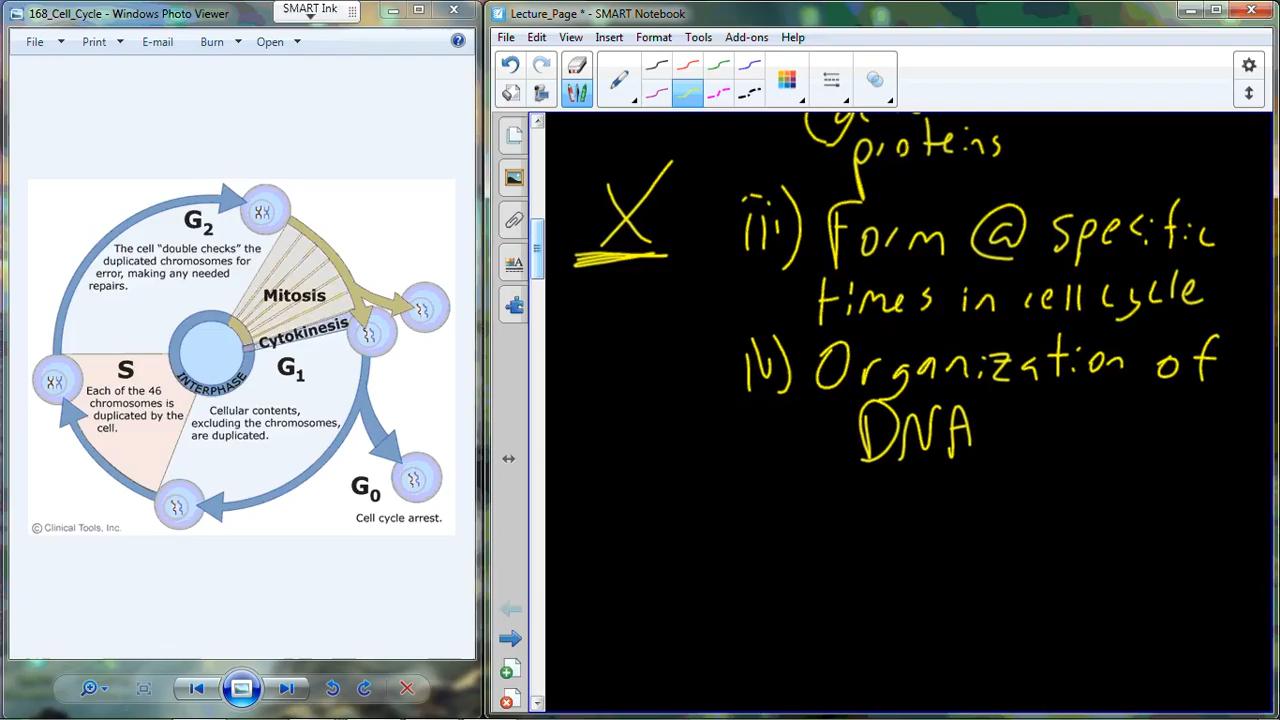 168_Cell_Cycle - Windows Photo Viewer
SMART Ink
File Print E-mail Burn Open
G2
The cell "double checks" the
duplicated chromosomes for
error, making any needed
repairs.
Mitosis
Cytokinesis
S
Each of the 46
chromosomes is
duplicated by the
cell.
INTERPHASE
G1
Cellular contents,
excluding the chromosomes,
are duplicated.
G0
Cell cycle arrest.
© Clinical Tools, Inc.
Lecture_Page * - SMART Notebook
File Edit View Insert Format Tools Add-ons Help
proteins
X
iii) Form @ specific
times in cell cycle
iv) Organization of
DNA